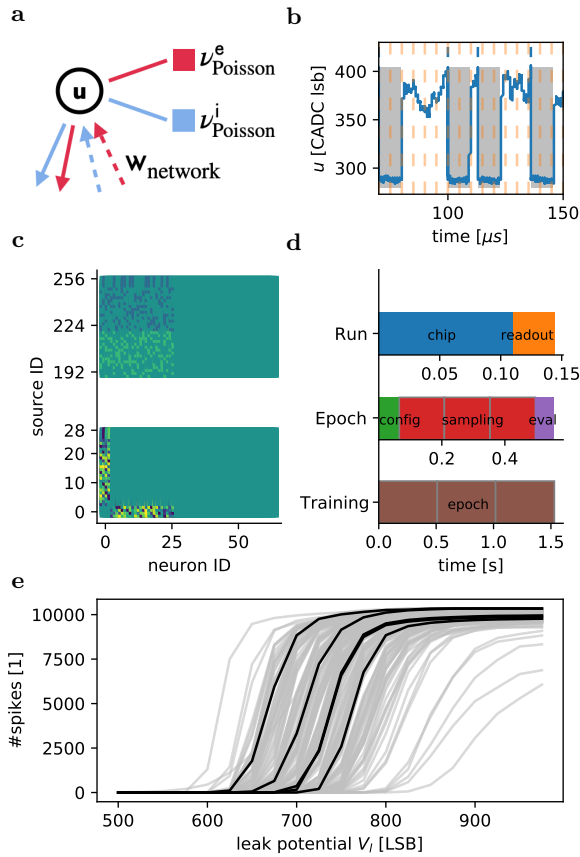 a
u
ν^e_Poisson
ν^i_Poisson
w_network
b
u [CADC lsb]
400
350
300
100
150
time [μs]
c
source ID
256
224
192
28
20
10
0
0
25
50
neuron ID
d
Run
chip
readout
0.05
0.10
0.15
Epoch
config
sampling
eval
0.2
0.4
Training
epoch
0.0
0.5
1.0
1.5
time [s]
e
#spikes [1]
10000
7500
5000
2500
0
500
600
700
800
900
leak potential V_l [LSB]